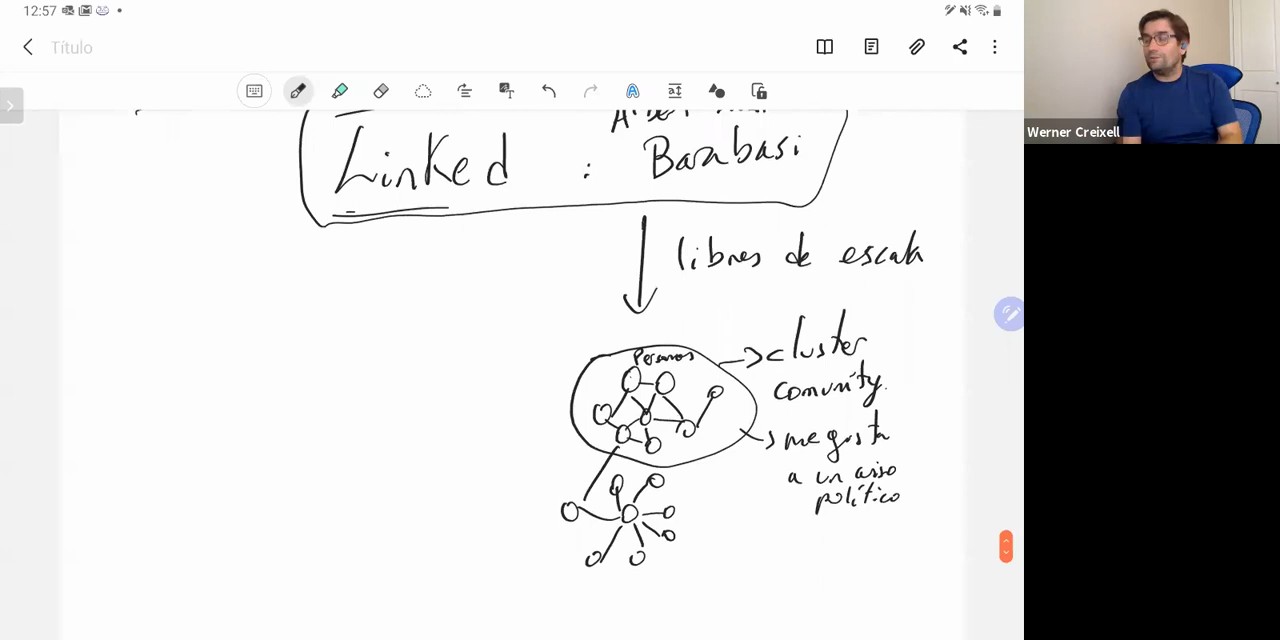 12:57
Título
Linked : Barabasi
libres de escala
Personas
cluster
comunity.
me gusta
a un aviso
político
Werner Creixell